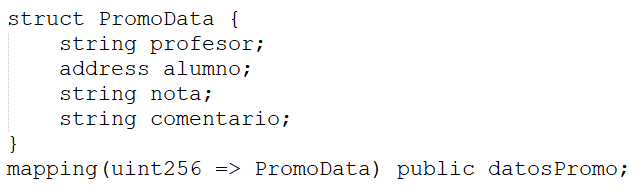 struct PromoData {
    string profesor;
    address alumno;
    string nota;
    string comentario;
}
mapping(uint256 => PromoData) public datosPromo;